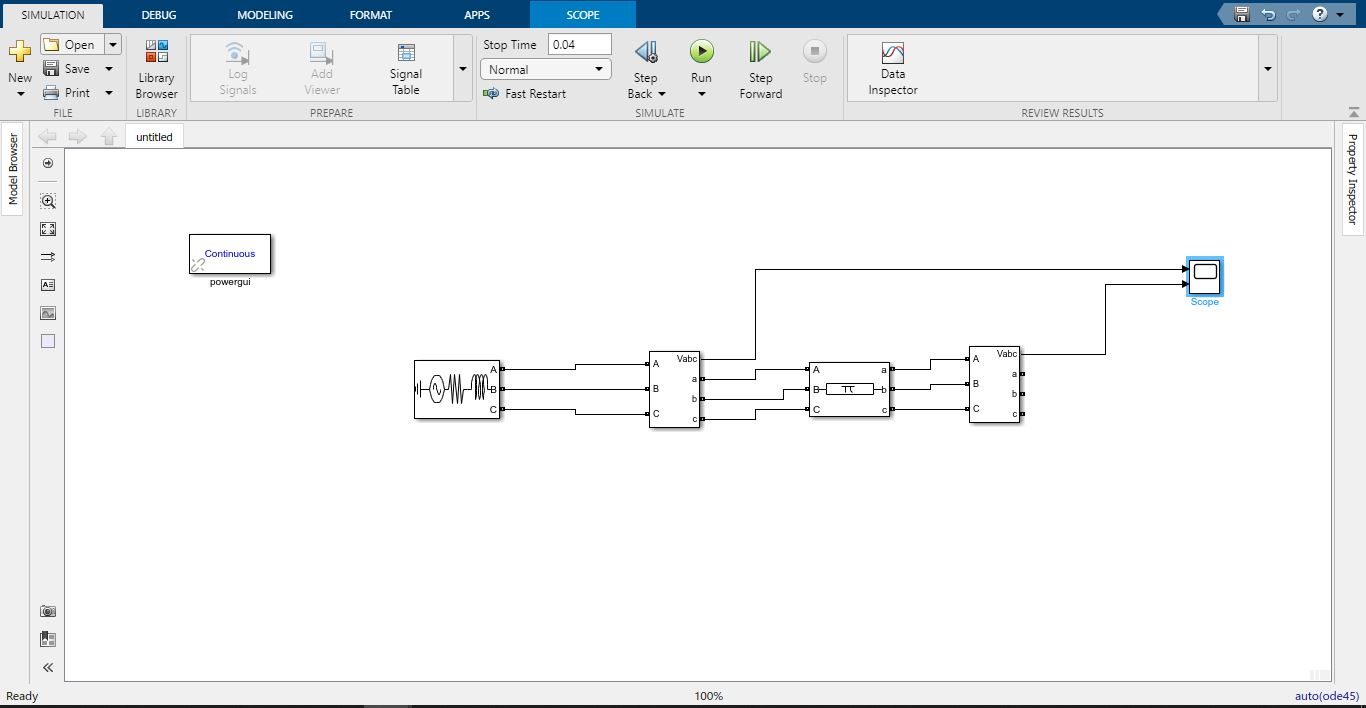 SIMULATION DEBUG MODELING FORMAT APPS SCOPE
New
Open
Save
Print
FILE
Library
Browser
LIBRARY
Log
Signals
Add
Viewer
Signal
Table
PREPARE
Stop Time 0.04
Normal
Fast Restart
Step
Back
Run
Step
Forward
Stop
SIMULATE
Data
Inspector
REVIEW RESULTS
Model Browser
untitled
Property Inspector
Continuous
powergui
Scope
A
B
C
A
B
C
Vabc
a
b
c
A
B
C
π
a
b
c
A
B
C
Vabc
a
b
c
Ready 100% auto(ode45)